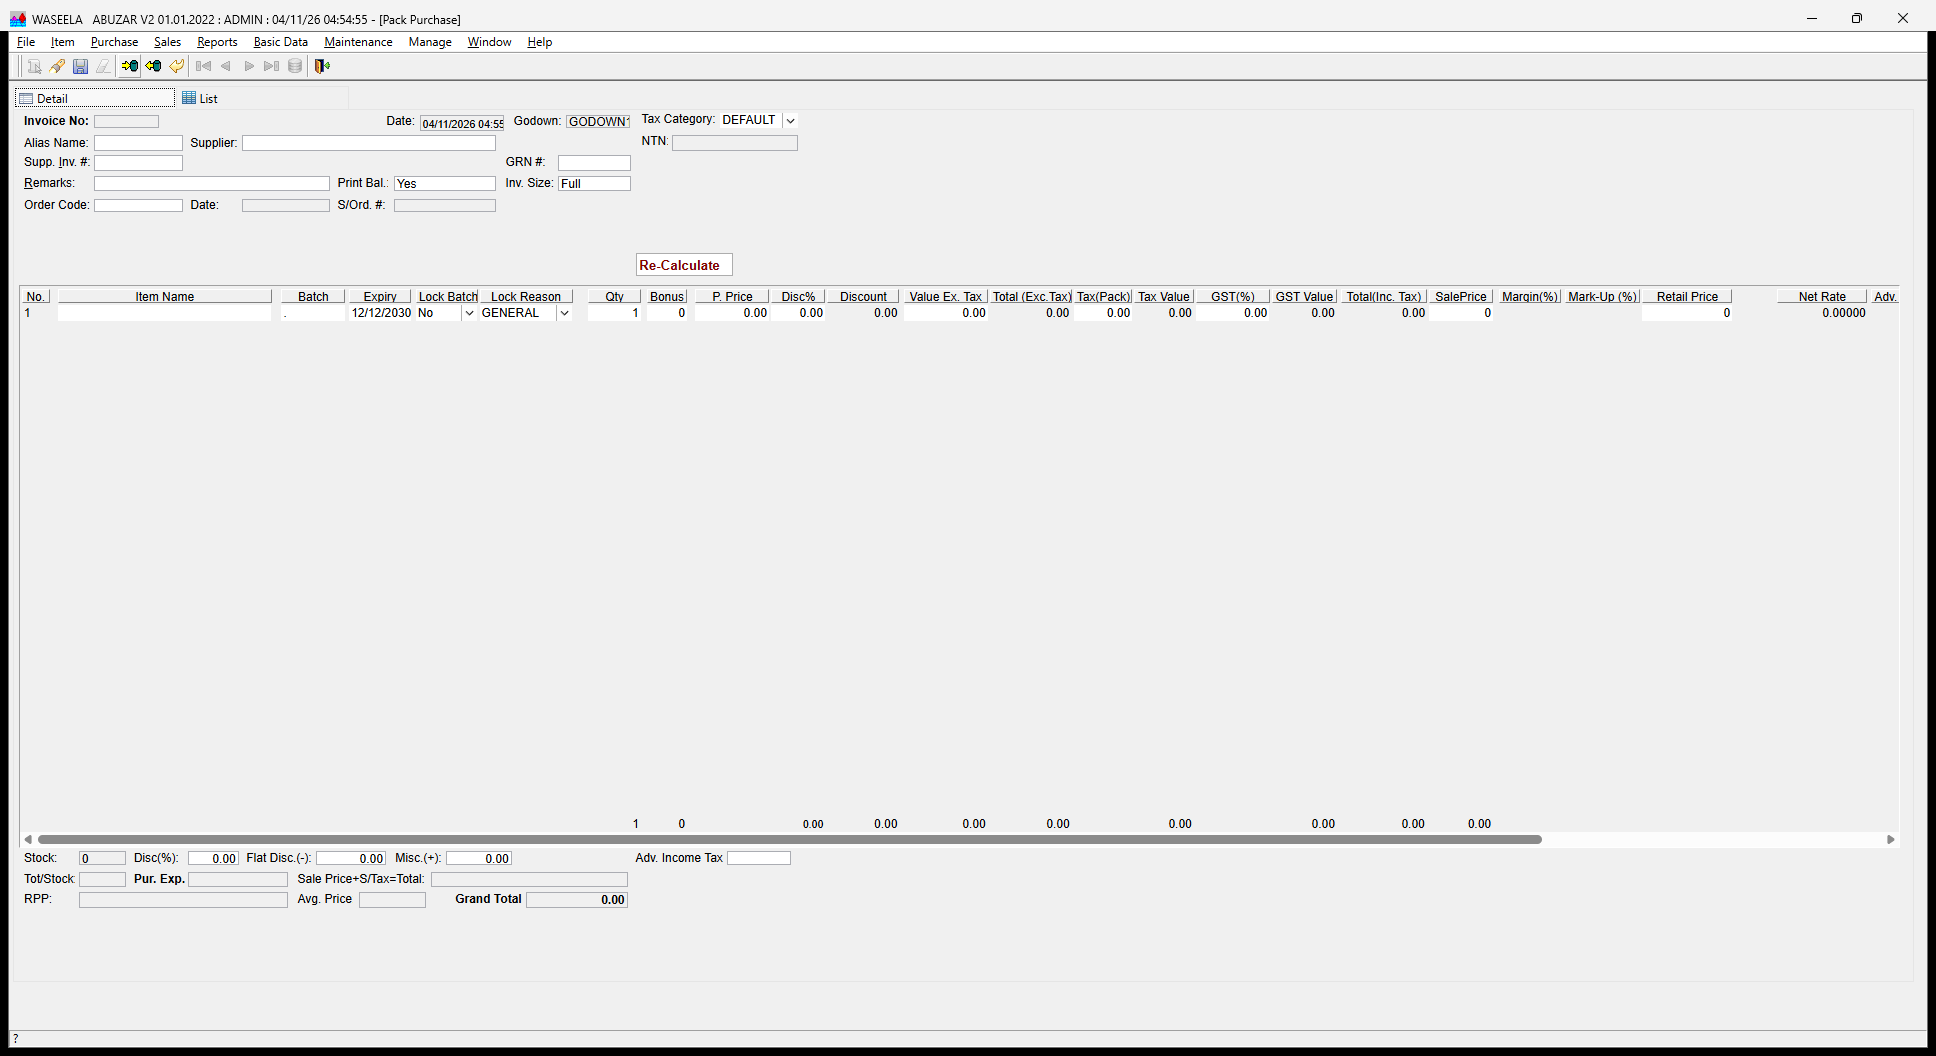 WASEELA   ABUZAR V2 01.01.2022 : ADMIN : 04/11/26 04:54:55 - [Pack Purchase]
File Item Purchase Sales Reports Basic Data Maintenance Manage Window Help
Detail List
Invoice No: Date: 04/11/2026 04:55 Godown: GODOWN1 Tax Category: DEFAULT
Alias Name: Supplier: NTN:
Supp. Inv. #: GRN #:
Remarks: Print Bal.: Yes Inv. Size: Full
Order Code: Date: S/Ord. #:
Re-Calculate
No. Item Name Batch Expiry Lock Batch Lock Reason Qty Bonus P. Price Disc% Discount Value Ex. Tax Total (Exc.Tax) Tax(Pack) Tax Value GST(%) GST Value Total(Inc. Tax) SalePrice Margin(%) Mark-Up (%) Retail Price Net Rate Adv.
1 . 12/12/2030 No GENERAL 1 0 0.00 0.00 0.00 0.00 0.00 0.00 0.00 0.00 0.00 0.00 0 0 0.00000
1 0 0.00 0.00 0.00 0.00 0.00 0.00 0.00 0.00
Stock: 0 Disc(%): 0.00 Flat Disc.(-): 0.00 Misc.(+): 0.00 Adv. Income Tax
Tot/Stock: Pur. Exp. Sale Price+S/Tax=Total:
RPP: Avg. Price Grand Total 0.00
?